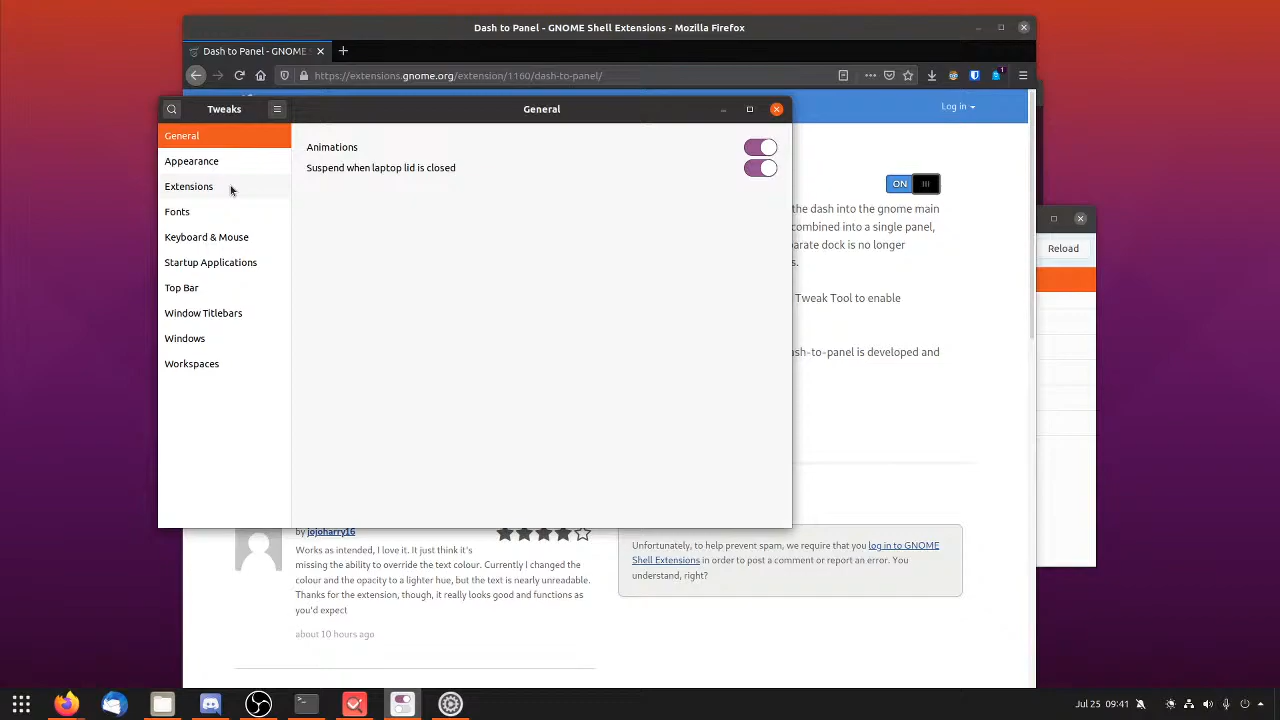 Dash to Panel - GNOME Shell Extensions - Mozilla Firefox
Dash to Panel - GNOME
https://extensions.gnome.org/extension/1160/dash-to-panel/
1
Log in
Tweaks
General
General
Appearance
Extensions
Fonts
Keyboard & Mouse
Startup Applications
Top Bar
Window Titlebars
Windows
Workspaces
Animations
Suspend when laptop lid is closed
ON
the dash into the gnome main
combined into a single panel,
parate dock is no longer
s.
Tweak Tool to enable
ash-to-panel is developed and
Reload
by jojoharry16
Works as intended, I love it. It just think it's
missing the ability to override the text colour. Currently I changed the
colour and the opacity to a lighter hue, but the text is nearly unreadable.
Thanks for the extension, though, it really looks good and functions as
you'd expect
about 10 hours ago
Unfortunately, to help prevent spam, we require that you log in to GNOME
Shell Extensions in order to post a comment or report an error. You
understand, right?
Jul 25 09:41